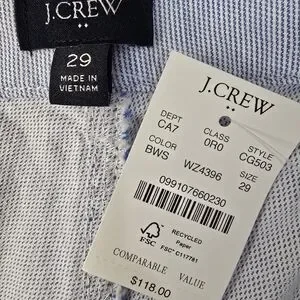 J.CREW
29
MADE IN
VIETNAM
J.CREW
DEPT CLASS STYLE
CA7 0R0 CG503
COLOR SIZE
BWS WZ4396 29
099107660230
FSC
RECYCLED
Paper
FSC® C117781
COMPARABLE VALUE
$118.00